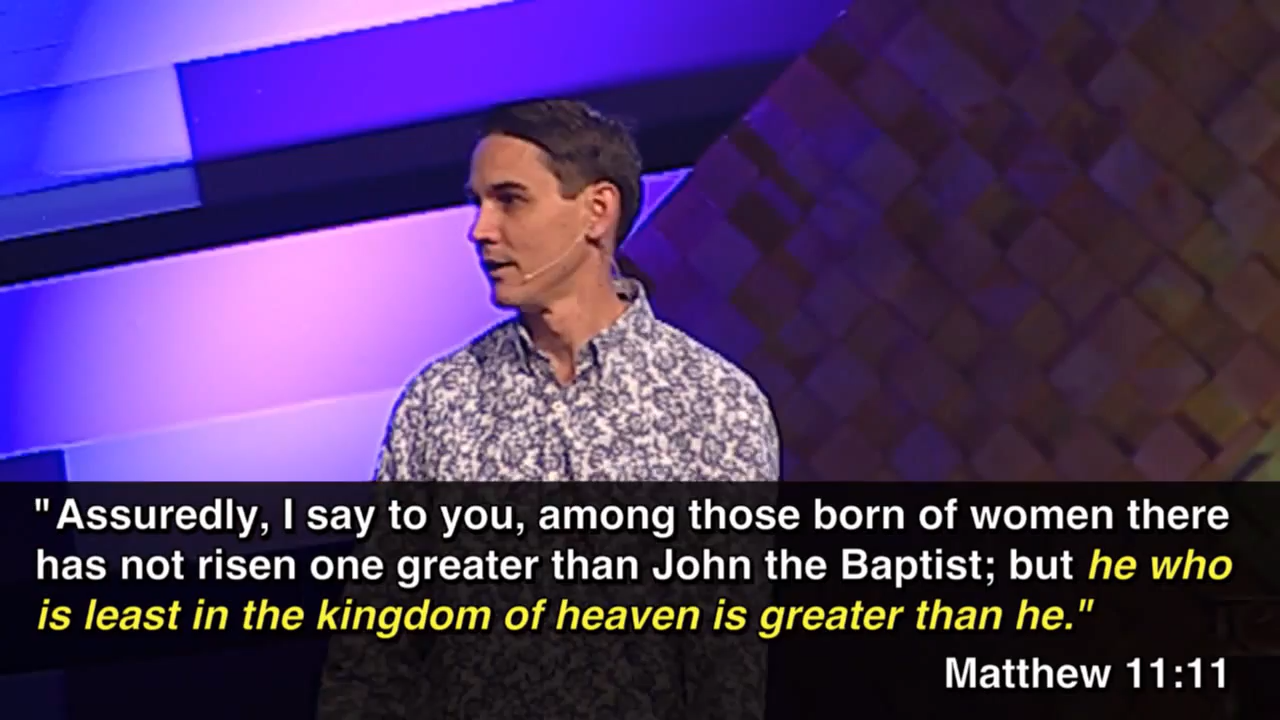 "Assuredly, I say to you, among those born of women there
has not risen one greater than John the Baptist; but he who
is least in the kingdom of heaven is greater than he."
Matthew 11:11